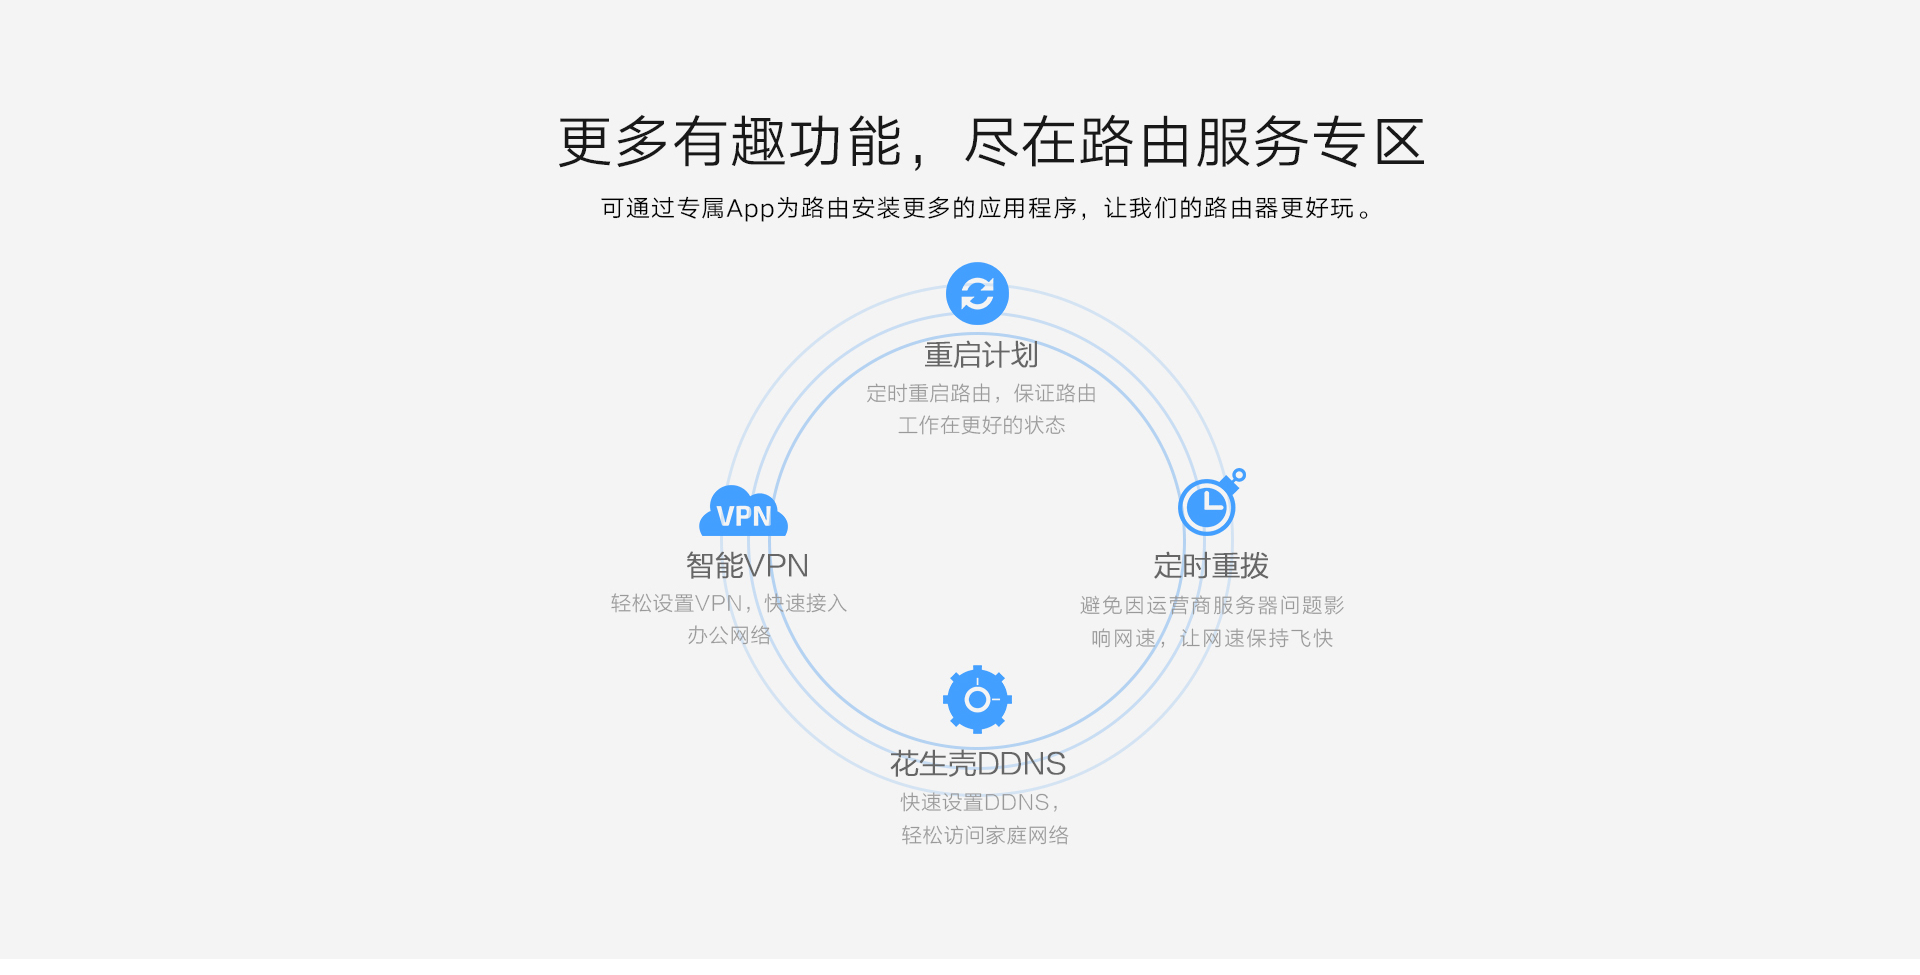 更多有趣功能，尽在路由服务专区
可通过专属App为路由安装更多的应用程序，让我们的路由器更好玩。
重启计划
定时重启路由，保证路由
工作在更好的状态
VPN
智能VPN
轻松设置VPN，快速接入
办公网络
定时重拨
避免因运营商服务器问题影
响网速，让网速保持飞快
花生壳DDNS
快速设置DDNS，
轻松访问家庭网络